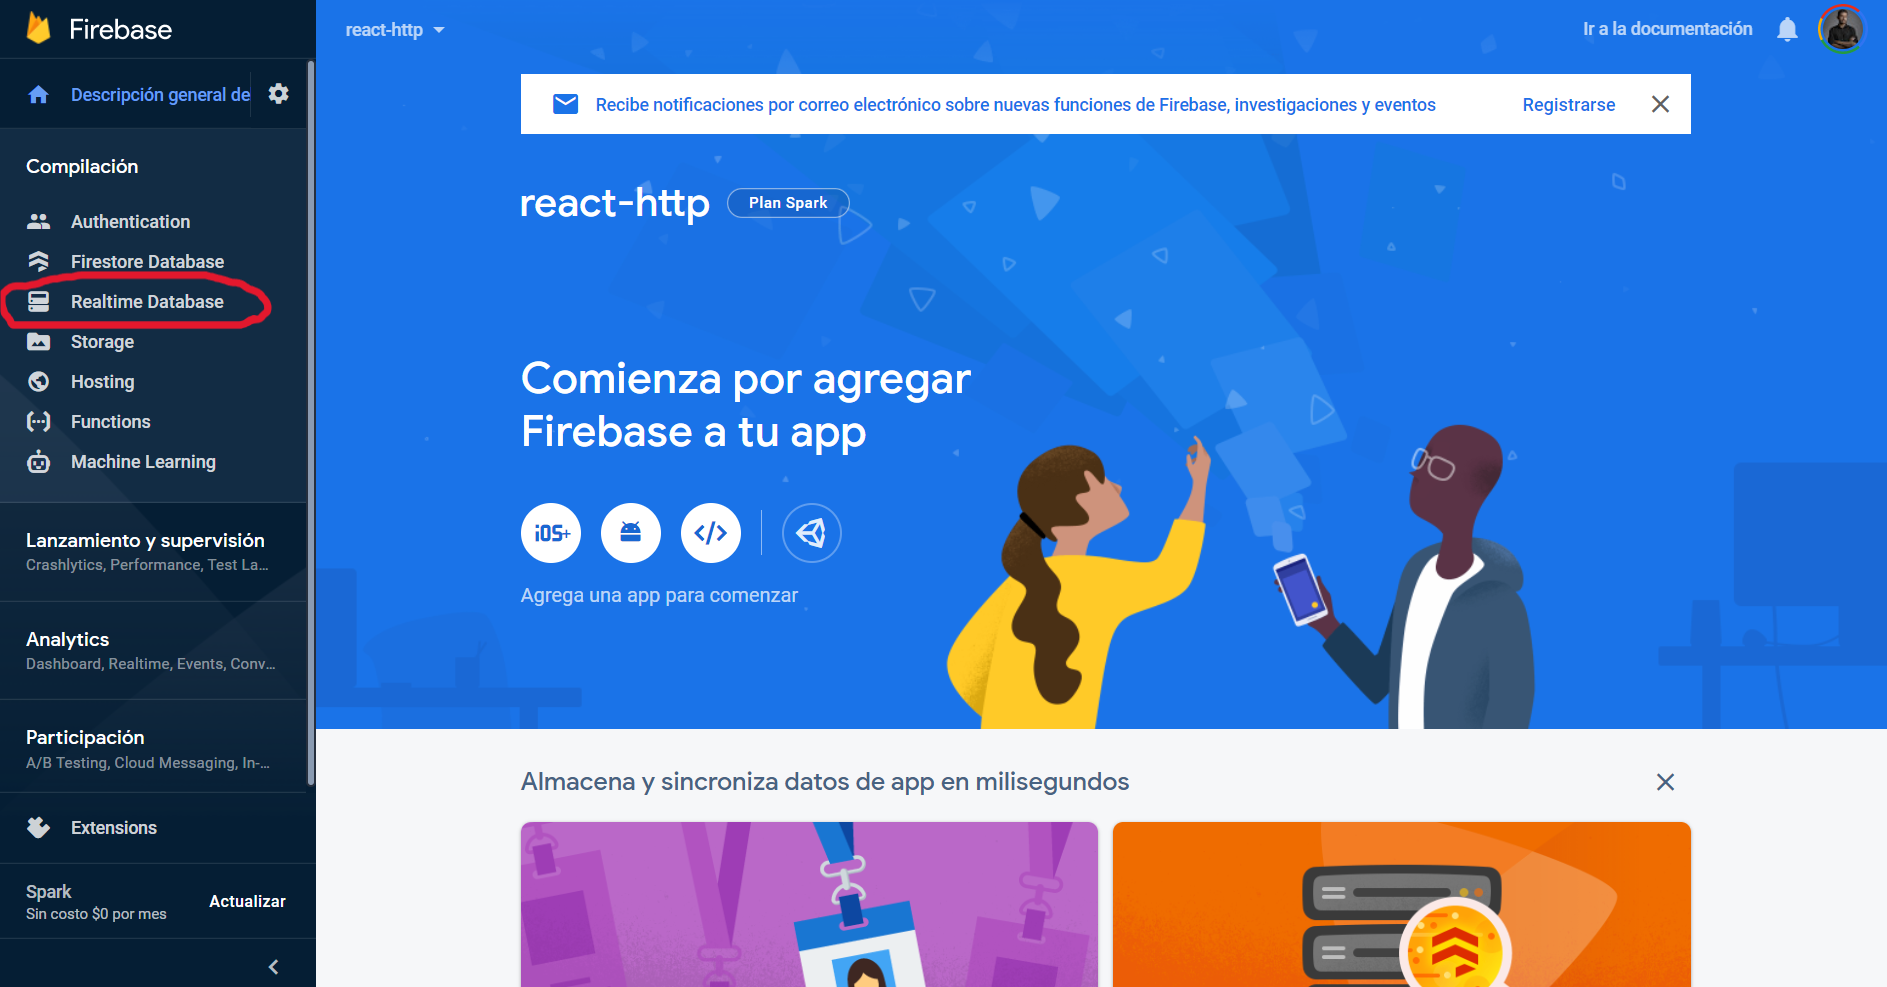 Firebase
Descripción general de
Compilación
Authentication
Firestore Database
Realtime Database
Storage
Hosting
Functions
Machine Learning
Lanzamiento y supervisión
Crashlytics, Performance, Test La...
Analytics
Dashboard, Realtime, Events, Conv...
Participación
A/B Testing, Cloud Messaging, In-...
Extensions
Spark
Sin costo $0 por mes
Actualizar
react-http
Ir a la documentación
Recibe notificaciones por correo electrónico sobre nuevas funciones de Firebase, investigaciones y eventos
Registrarse
react-http
Plan Spark
Comienza por agregar
Firebase a tu app
iOS+
Agrega una app para comenzar
Almacena y sincroniza datos de app en milisegundos